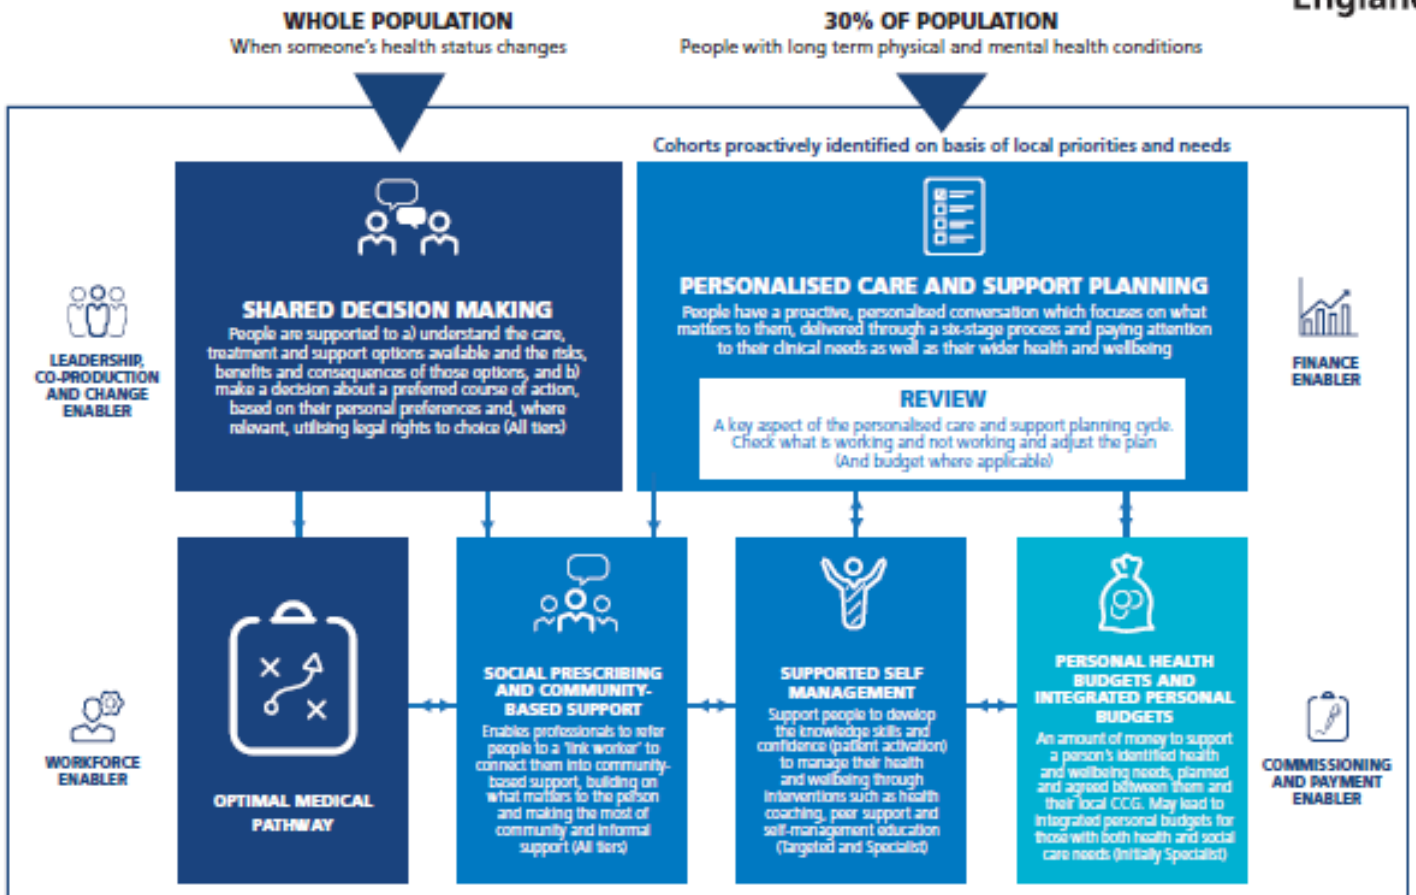 England
WHOLE POPULATION
When someone's health status changes
30% OF POPULATION
People with long term physical and mental health conditions
Cohorts proactively identified on basis of local priorities and needs
SHARED DECISION MAKING
People are supported to a) understand the care,
treatment and support options available and the risks,
benefits and consequences of those options, and b)
make a decision about a preferred course of action,
based on their personal preferences and, where
relevant, utilising legal rights to choice (All tiers)
PERSONALISED CARE AND SUPPORT PLANNING
People have a proactive, personalised conversation which focuses on what
matters to them, delivered through a six-stage process and paying attention
to their clinical needs as well as their wider health and wellbeing
REVIEW
A key aspect of the personalised care and support planning cycle.
Check what is working and not working and adjust the plan
(And budget where applicable)
LEADERSHIP,
CO-PRODUCTION
AND CHANGE
ENABLER
FINANCE
ENABLER
WORKFORCE
ENABLER
OPTIMAL MEDICAL
PATHWAY
SOCIAL PRESCRIBING
AND COMMUNITY-
BASED SUPPORT
Enables professionals to refer
people to a 'link worker' to
connect them into community-
based support, building on
what matters to the person
and making the most of
community and informal
support (All tiers)
SUPPORTED SELF
MANAGEMENT
Support people to develop
the knowledge skills and
confidence (patient activation)
to manage their health
and wellbeing through
interventions such as health
coaching, peer support and
self-management education
(Targeted and Specialist)
PERSONAL HEALTH
BUDGETS AND
INTEGRATED PERSONAL
BUDGETS
An amount of money to support
a person's identified health
and wellbeing needs, planned
and agreed between them and
their local CCG. May lead to
integrated personal budgets for
those with both health and social
care needs (Initially Specialist)
COMMISSIONING
AND PAYMENT
ENABLER